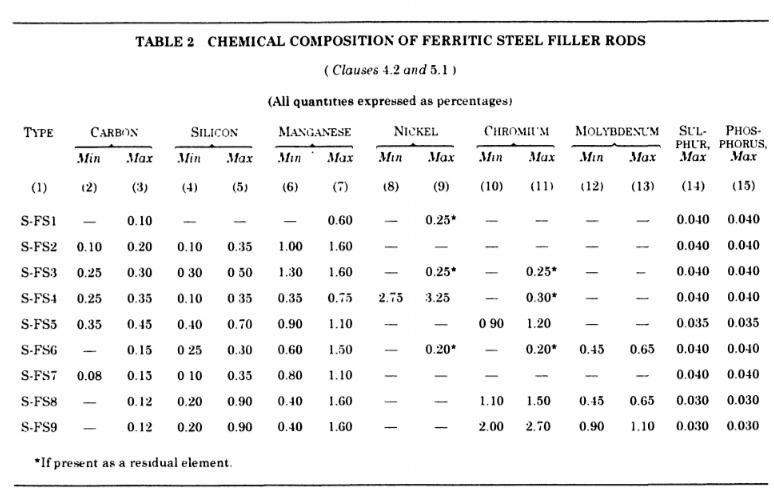 TABLE 2 CHEMICAL COMPOSITION OF FERRITIC STEEL FILLER RODS
( Clauses 4.2 and 5.1 )
(All quantities expressed as percentages)
TYPE CARBON SILICON MANGANESE NICKEL CHROMIUM MOLYBDENUM SUL- PHOS-
PHUR, PHORUS,
Min Max Min Max Min Max Min Max Min Max Min Max Max Max
(1) (2) (3) (4) (5) (6) (7) (8) (9) (10) (11) (12) (13) (14) (15)
S-FS1 — 0.10 — — — 0.60 — 0.25* — — — — 0.040 0.040
S-FS2 0.10 0.20 0.10 0.35 1.00 1.60 — — — — — — 0.040 0.040
S-FS3 0.25 0.30 0 30 0 50 1.30 1.60 — 0.25* — 0.25* — — 0.040 0.040
S-FS4 0.25 0.35 0.10 0 35 0.35 0.75 2.75 3.25 — 0.30* — — 0.040 0.040
S-FS5 0.35 0.45 0.40 0.70 0.90 1.10 — — 0 90 1.20 — — 0.035 0.035
S-FS6 — 0.15 0 25 0.30 0.60 1.50 — 0.20* — 0.20* 0.45 0.65 0.040 0.040
S-FS7 0.08 0.15 0 10 0.35 0.80 1.10 — — — — — — 0.040 0.040
S-FS8 — 0.12 0.20 0.90 0.40 1.60 — — 1.10 1.50 0.45 0.65 0.030 0.030
S-FS9 — 0.12 0.20 0.90 0.40 1.60 — — 2.00 2.70 0.90 1.10 0.030 0.030
*If present as a residual element.